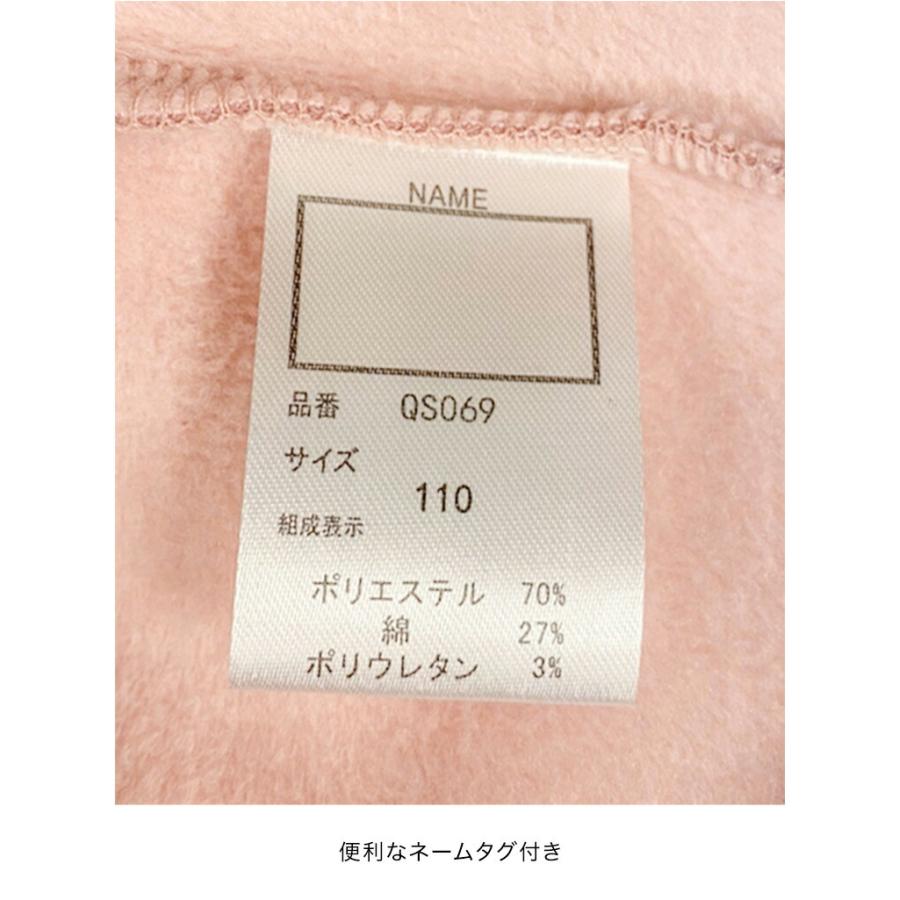 NAME
品番 QS069
サイズ
110
組成表示
ポリエステル 70%
綿 27%
ポリウレタン 3%
便利なネームタグ付き